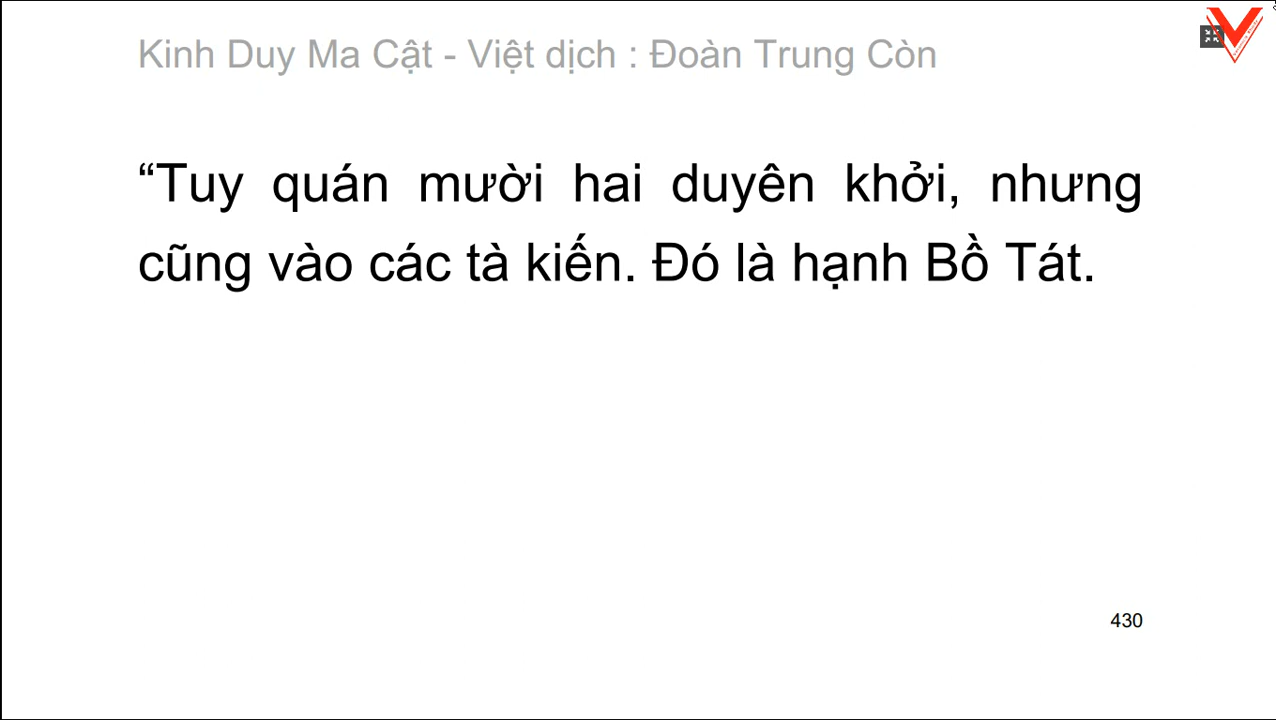 Kinh Duy Ma Cật - Việt dịch : Đoàn Trung Còn
“Tuy quán mười hai duyên khởi, nhưng
cũng vào các tà kiến. Đó là hạnh Bồ Tát.
430